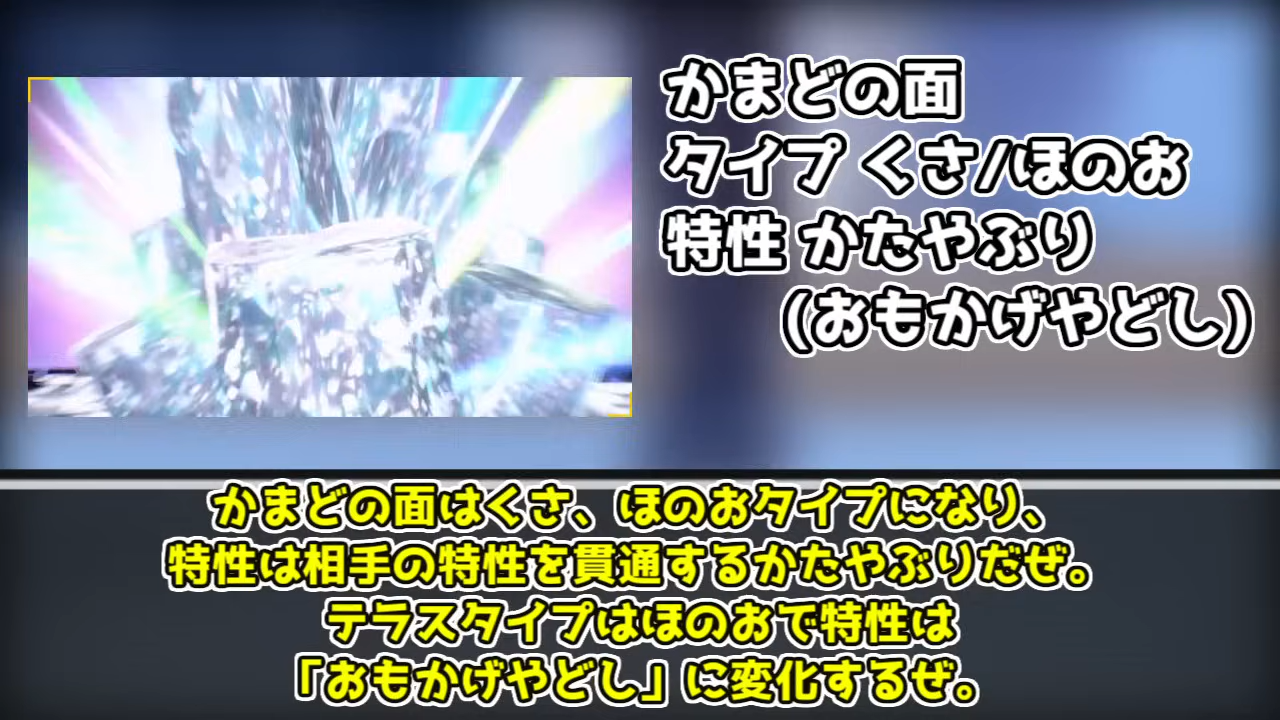 かまどの面
タイプ くさ/ほのお
特性 かたやぶり
(おもかげやどし)
かまどの面はくさ、ほのおタイプになり、
特性は相手の特性を貫通するかたやぶりだぜ。
テラスタイプはほのおで特性は
「おもかげやどし」に変化するぜ。